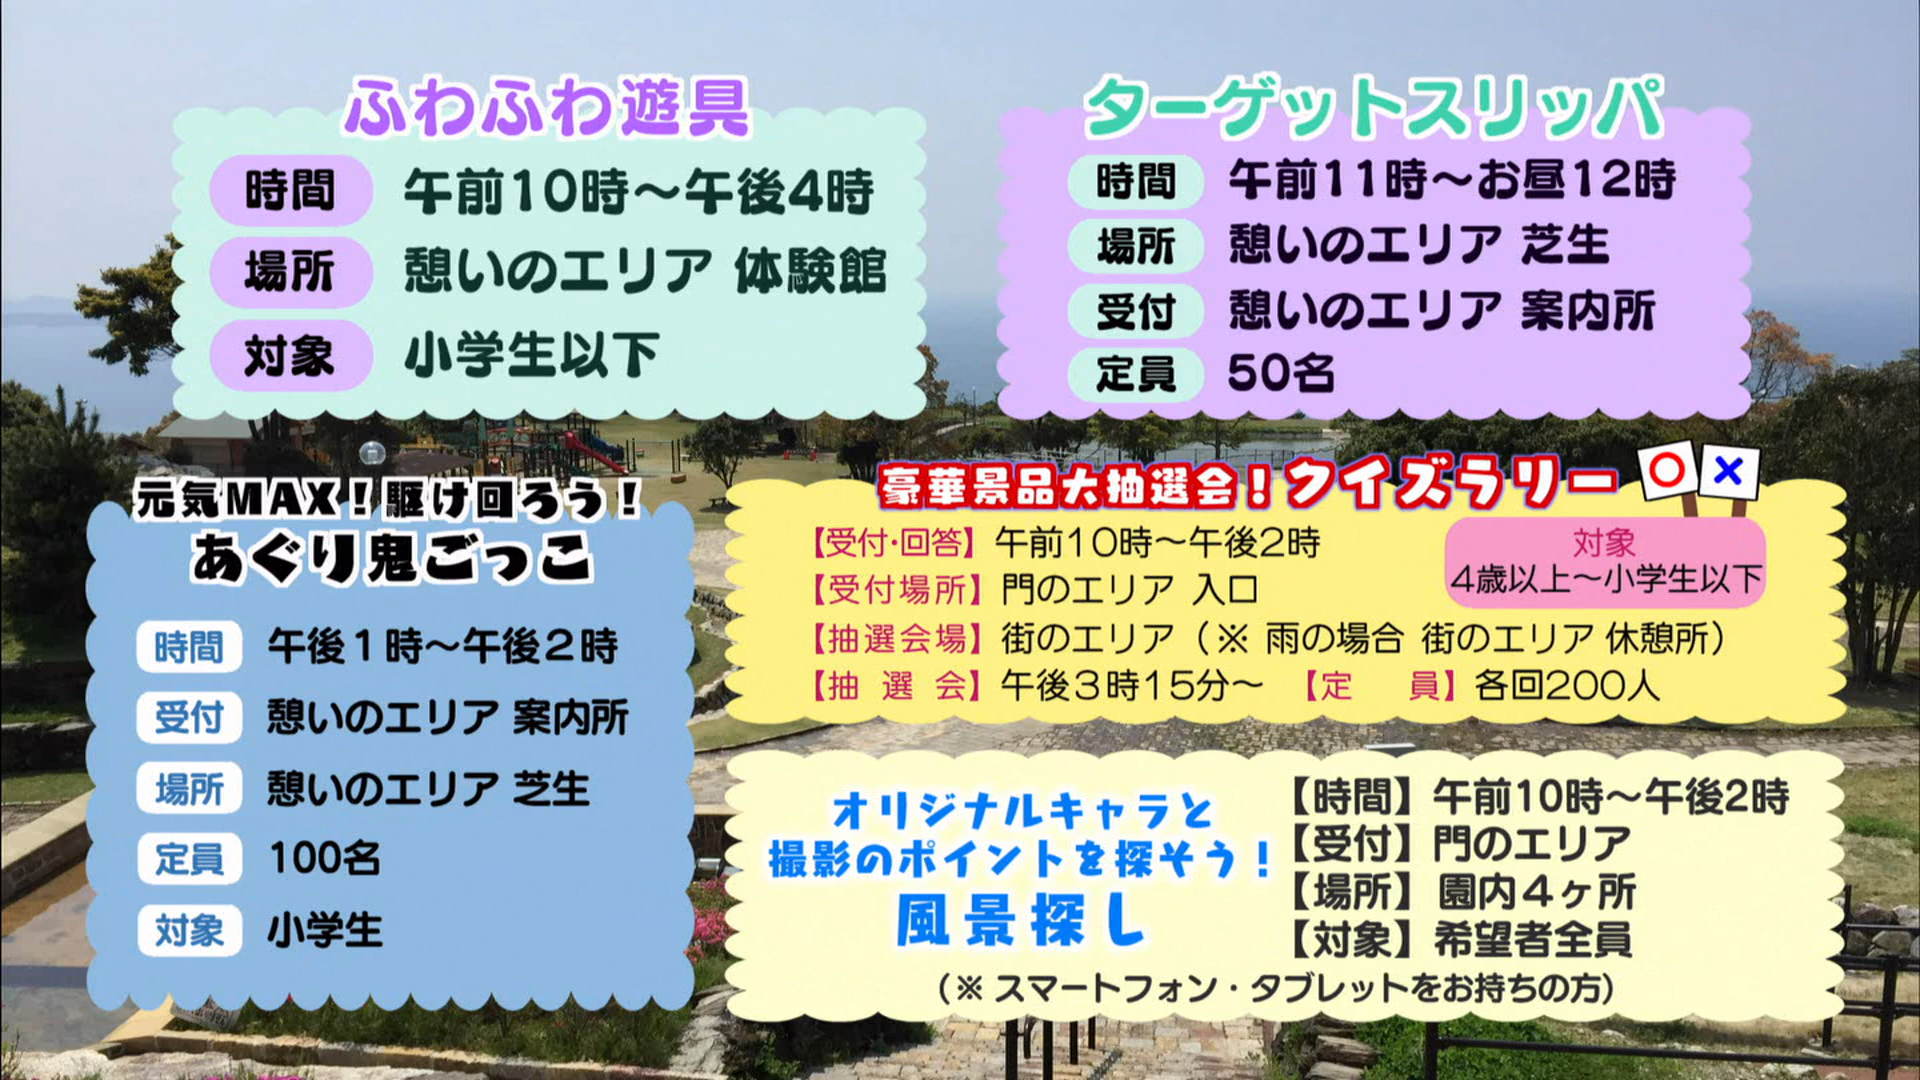 ふわふわ遊具
時間 午前10時～午後4時
場所 憩いのエリア 体験館
対象 小学生以下
ターゲットスリッパ
時間 午前11時～お昼12時
場所 憩いのエリア 芝生
受付 憩いのエリア 案内所
定員 50名
元気MAX！駆け回ろう！
あぐり鬼ごっこ
時間 午後1時～午後2時
受付 憩いのエリア 案内所
場所 憩いのエリア 芝生
定員 100名
対象 小学生
豪華景品大抽選会！クイズラリー
【受付・回答】午前10時～午後2時
【受付場所】門のエリア 入口
対象
4歳以上～小学生以下
【抽選会場】街のエリア（※ 雨の場合 街のエリア 休憩所）
【抽 選 会】午後3時15分～ 【定 員】各回200人
オリジナルキャラと
撮影のポイントを探そう！
風景探し
【時間】午前10時～午後2時
【受付】門のエリア
【場所】園内4ヶ所
【対象】希望者全員
（※ スマートフォン・タブレットをお持ちの方）